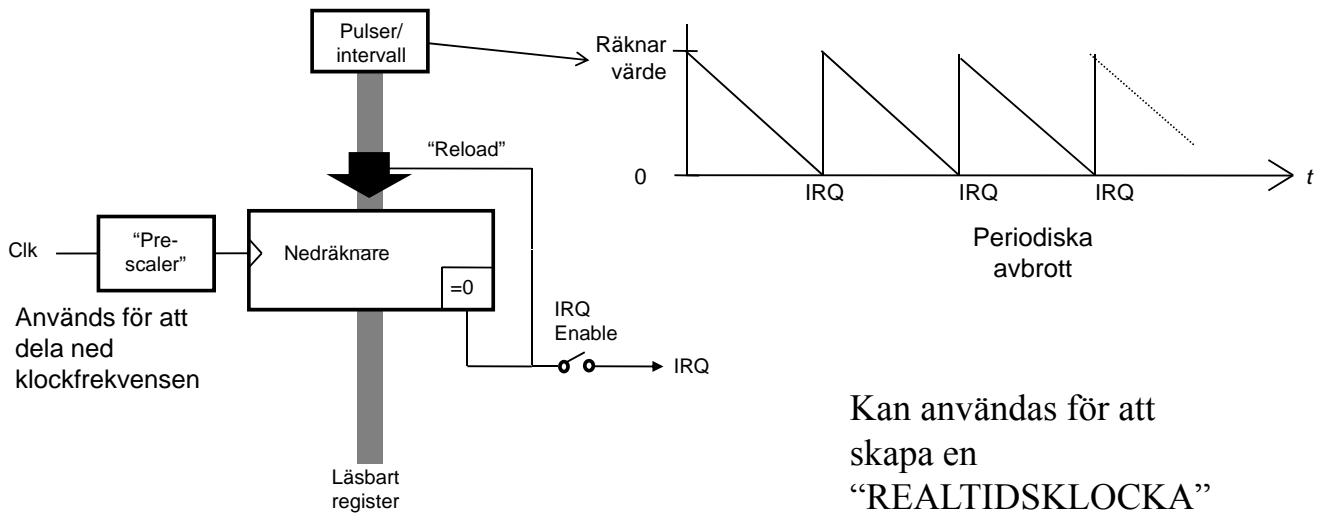 Pulser/
intervall
"Reload"
Clk
"Pre-
scaler"
Nedräknare
=0
Används för att
dela ned
klockfrekvensen
IRQ
Enable
IRQ
Läsbart
register
Räknar
värde
0
IRQ
IRQ
IRQ
t
Periodiska
avbrott
Kan användas för att
skapa en
“REALTIDSKLOCKA”